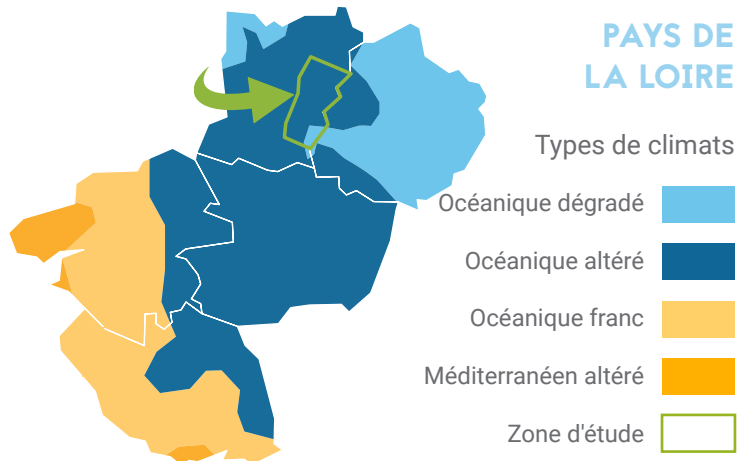 PAYS DE
LA LOIRE
Types de climats
Océanique dégradé
Océanique altéré
Océanique franc
Méditerranéen altéré
Zone d'étude